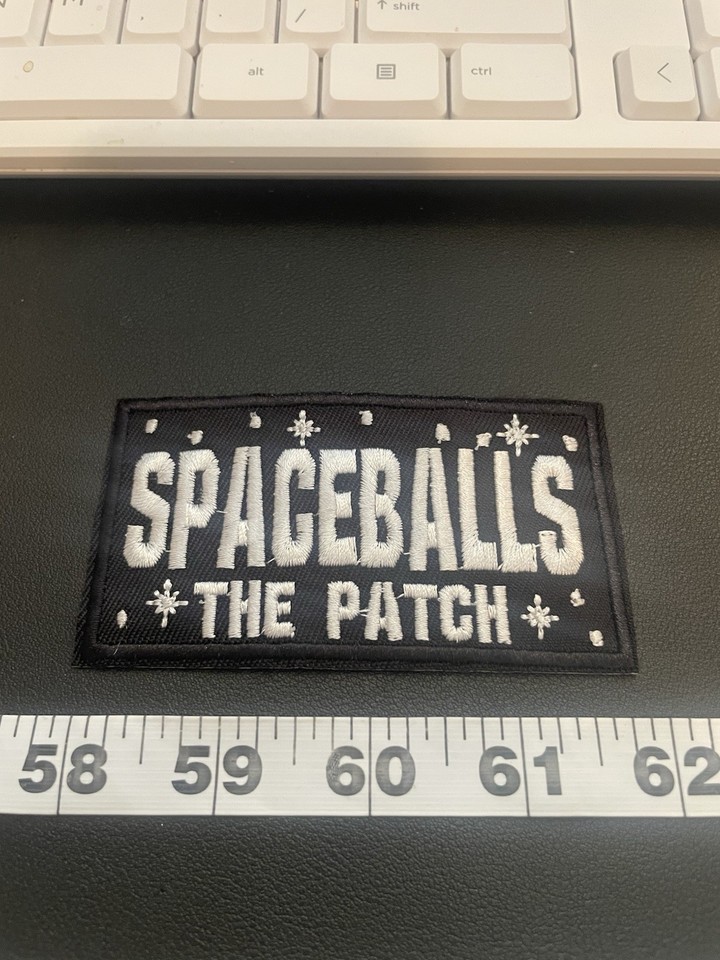 M /  ↑ shift
alt ctrl <
SPACEBALLS
THE PATCH
58 59 60 61 62